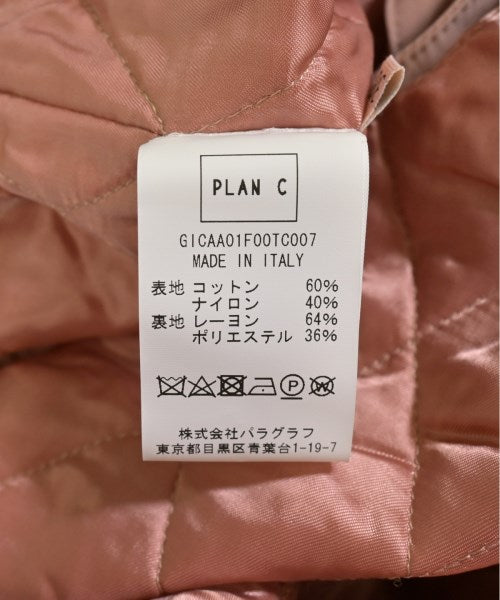 PLAN C
GICAA01F00TC007
MADE IN ITALY
表地 コットン 60%
ナイロン 40%
裏地 レーヨン 64%
ポリエステル 36%
P W
株式会社パラグラフ
東京都目黒区青葉台1-19-7